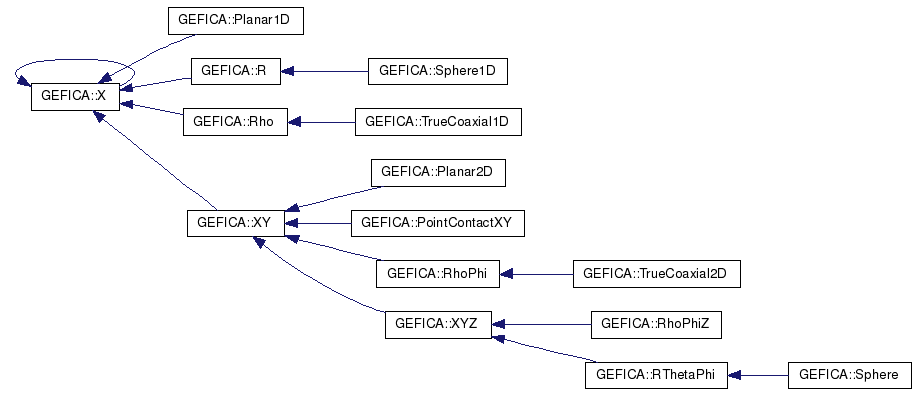 GEFICA::Planar1D
GEFICA::R
GEFICA::Sphere1D
GEFICA::X
GEFICA::Rho
GEFICA::TrueCoaxial1D
GEFICA::Planar2D
GEFICA::XY
GEFICA::PointContactXY
GEFICA::RhoPhi
GEFICA::TrueCoaxial2D
GEFICA::XYZ
GEFICA::RhoPhiZ
GEFICA::RThetaPhi
GEFICA::Sphere